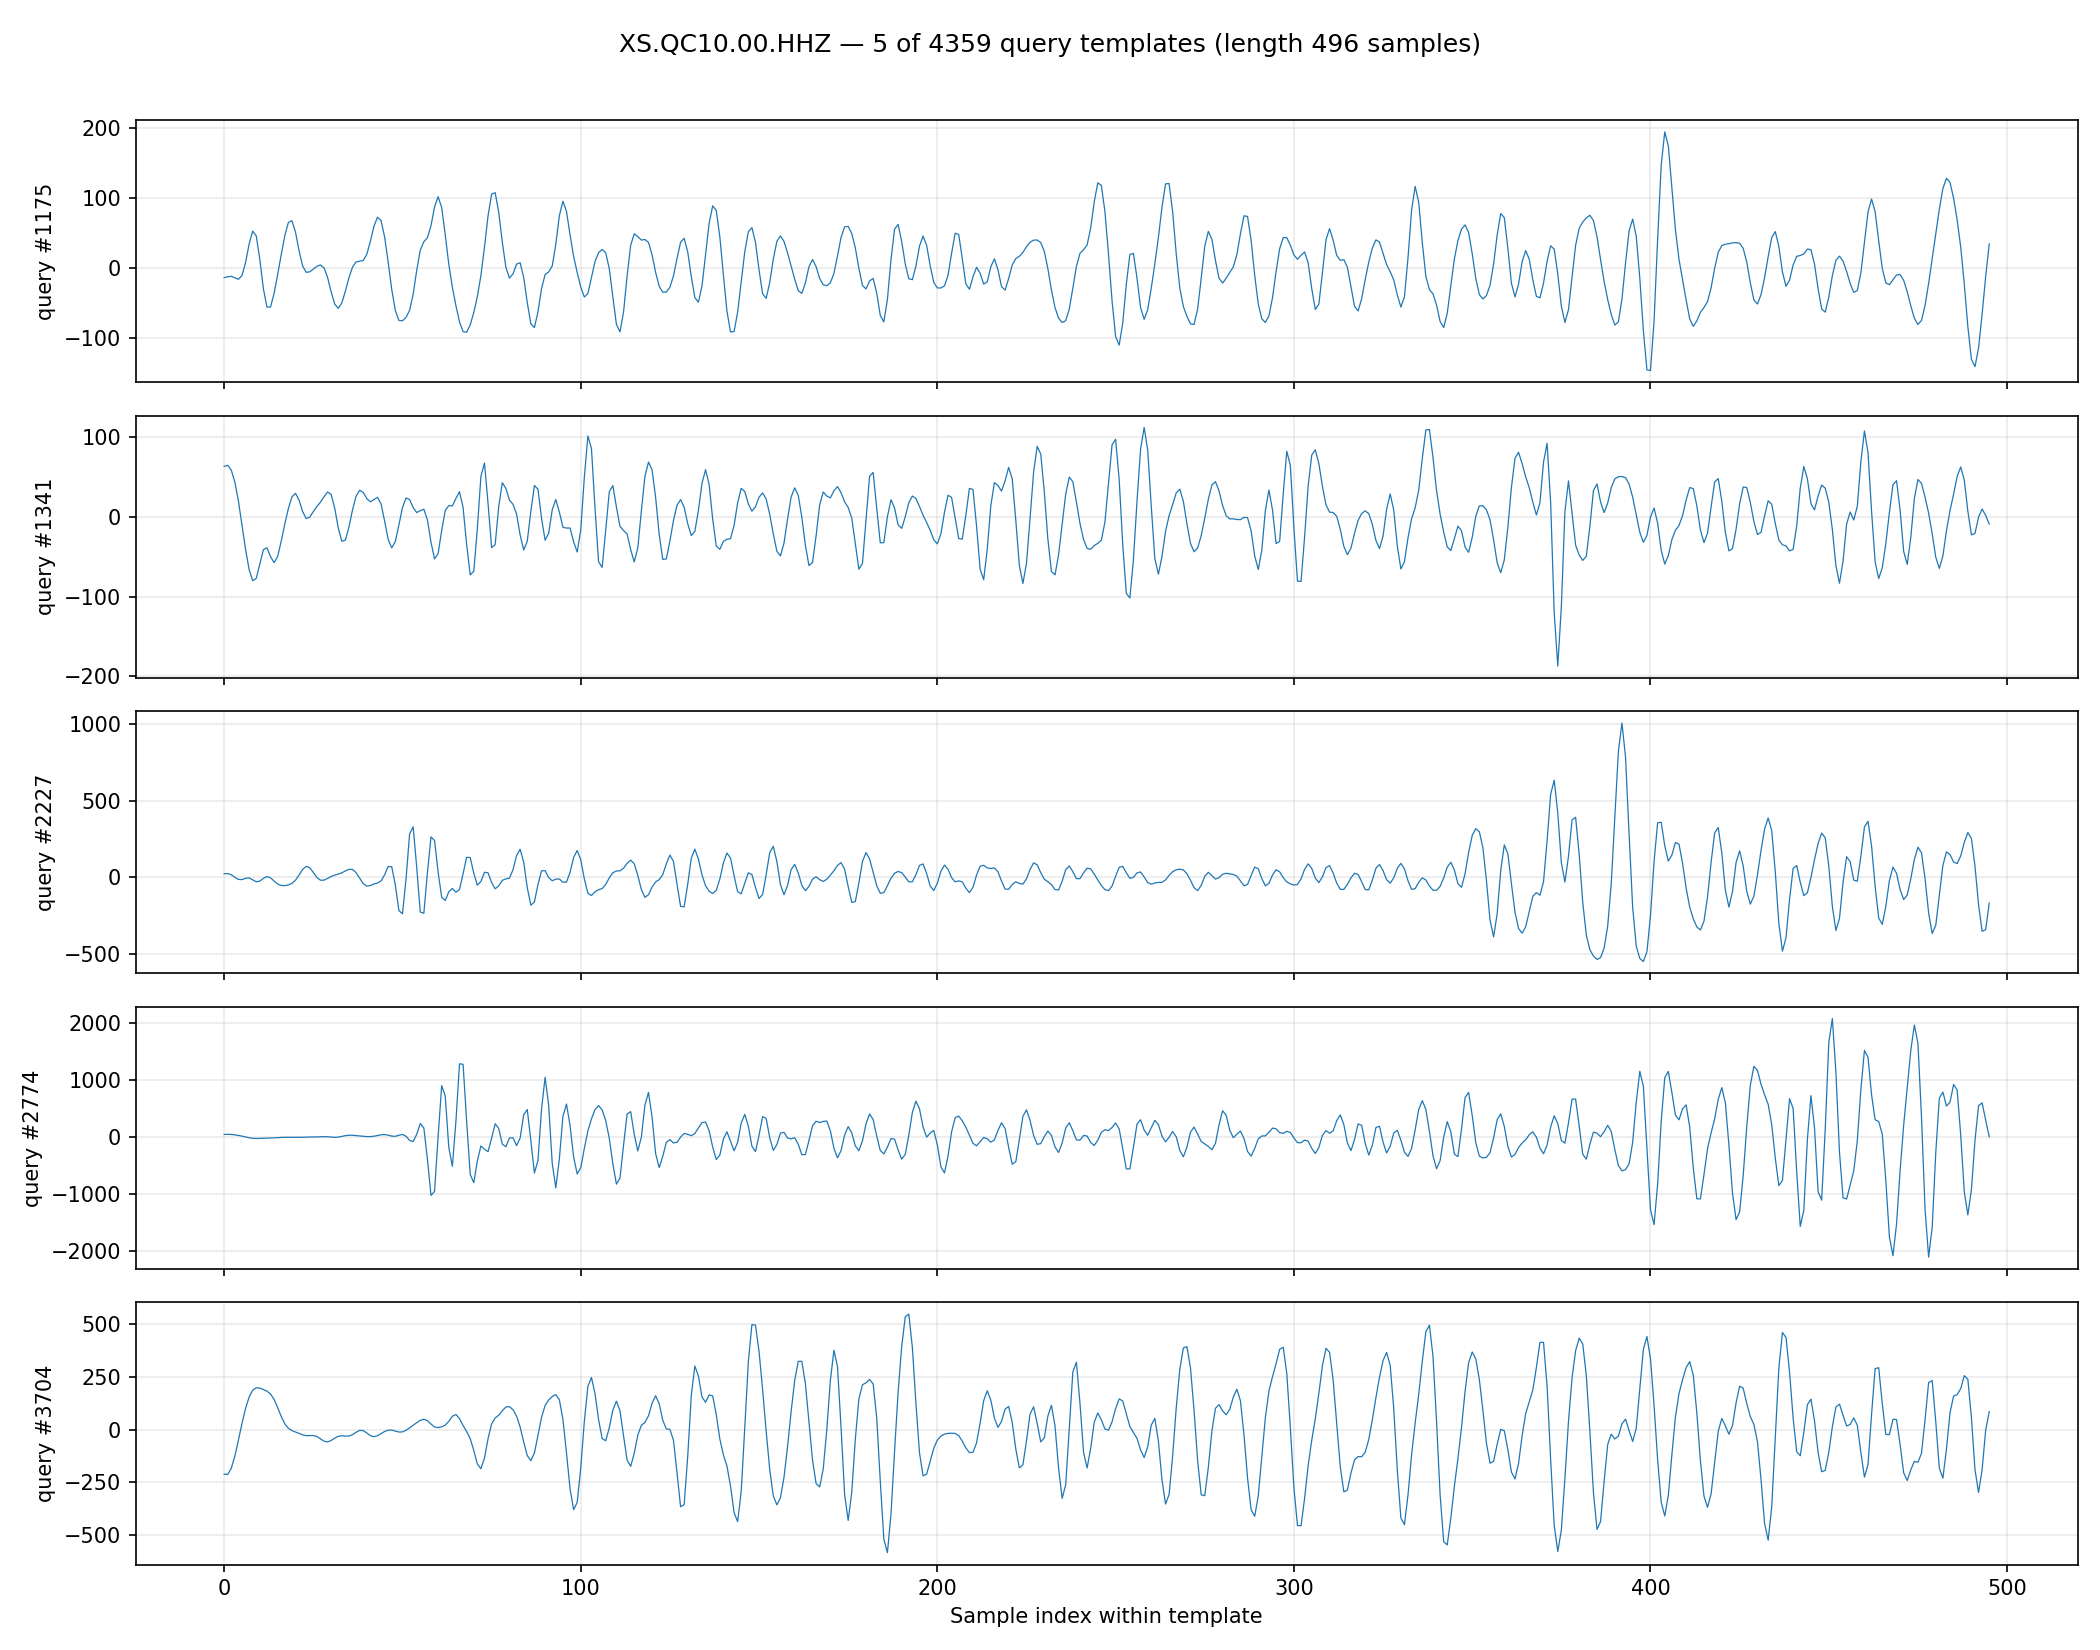 XS.QC10.00.HHZ — 5 of 4359 query templates (length 496 samples)
query #1175
200
100
0
−100
query #1341
100
0
−100
−200
query #2227
1000
500
0
−500
query #2774
2000
1000
0
−1000
−2000
query #3704
500
250
0
−250
−500
0 100 200 300 400 500
Sample index within template